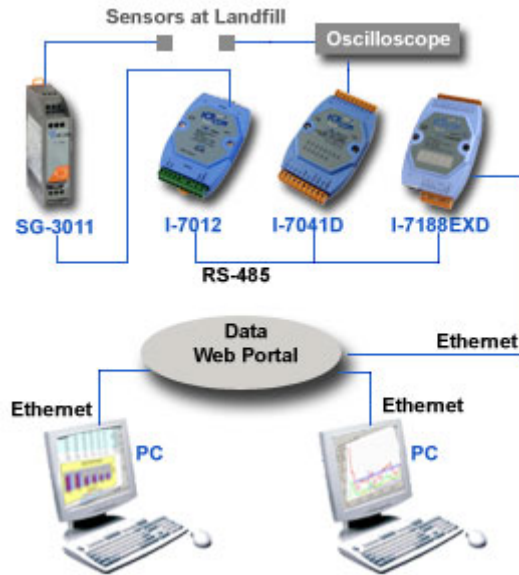 Sensors at Landfill
Oscilloscope
SG-3011
I-7012
I-7041D
I-7188EXD
RS-485
Data
Web Portal
Ethernet
Ethernet
Ethernet
PC
PC